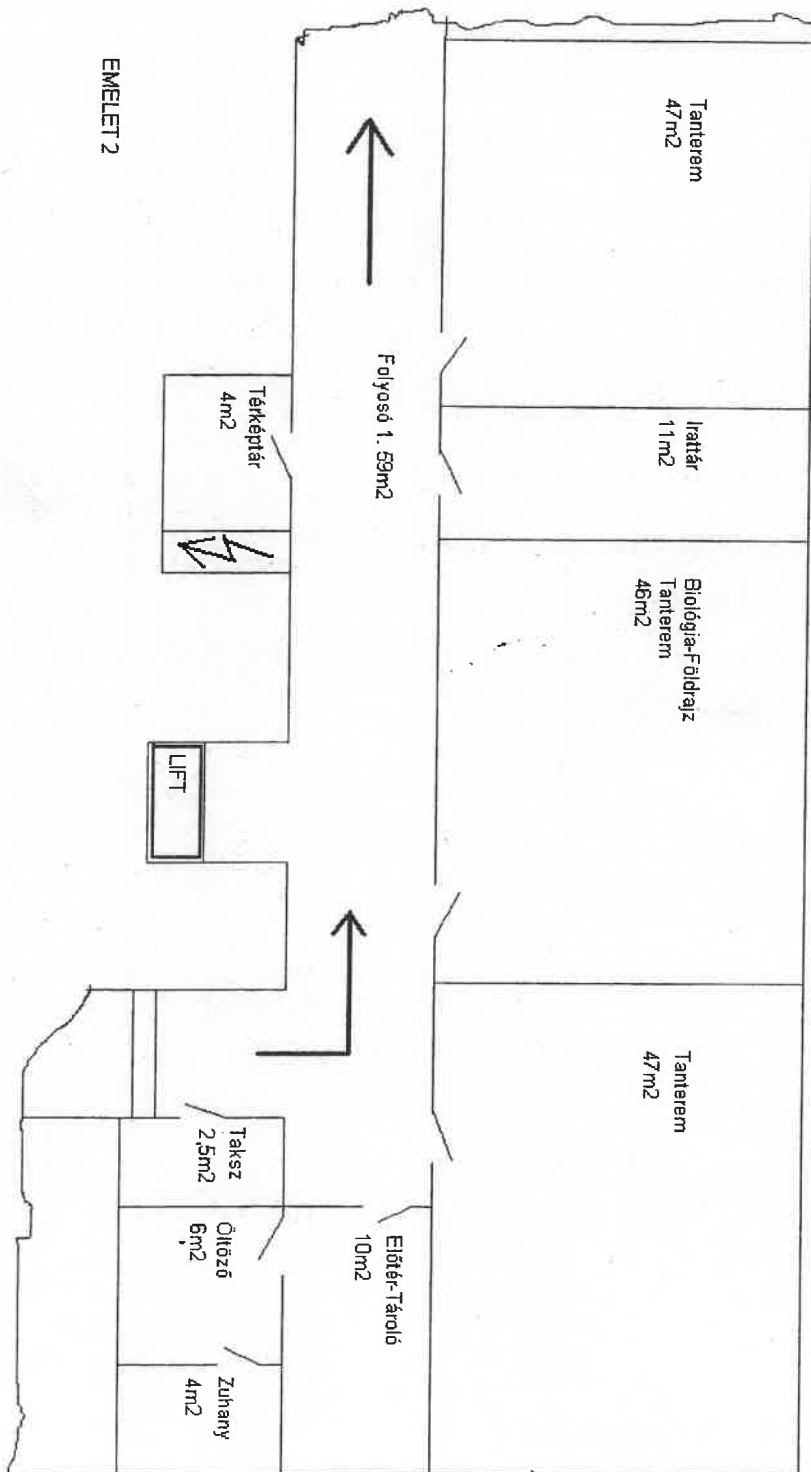 EMELET 2
Tanterem
47m2
Irattár
11m2
Biológia-Földrajz
Tanterem
46m2
Tanterem
47m2
Folyosó 1. 59m2
Térképtár
4m2
LIFT
Taksz
2,5m2
Öltöző
6m2
Előtér-Tároló
10m2
Zuhany
4m2